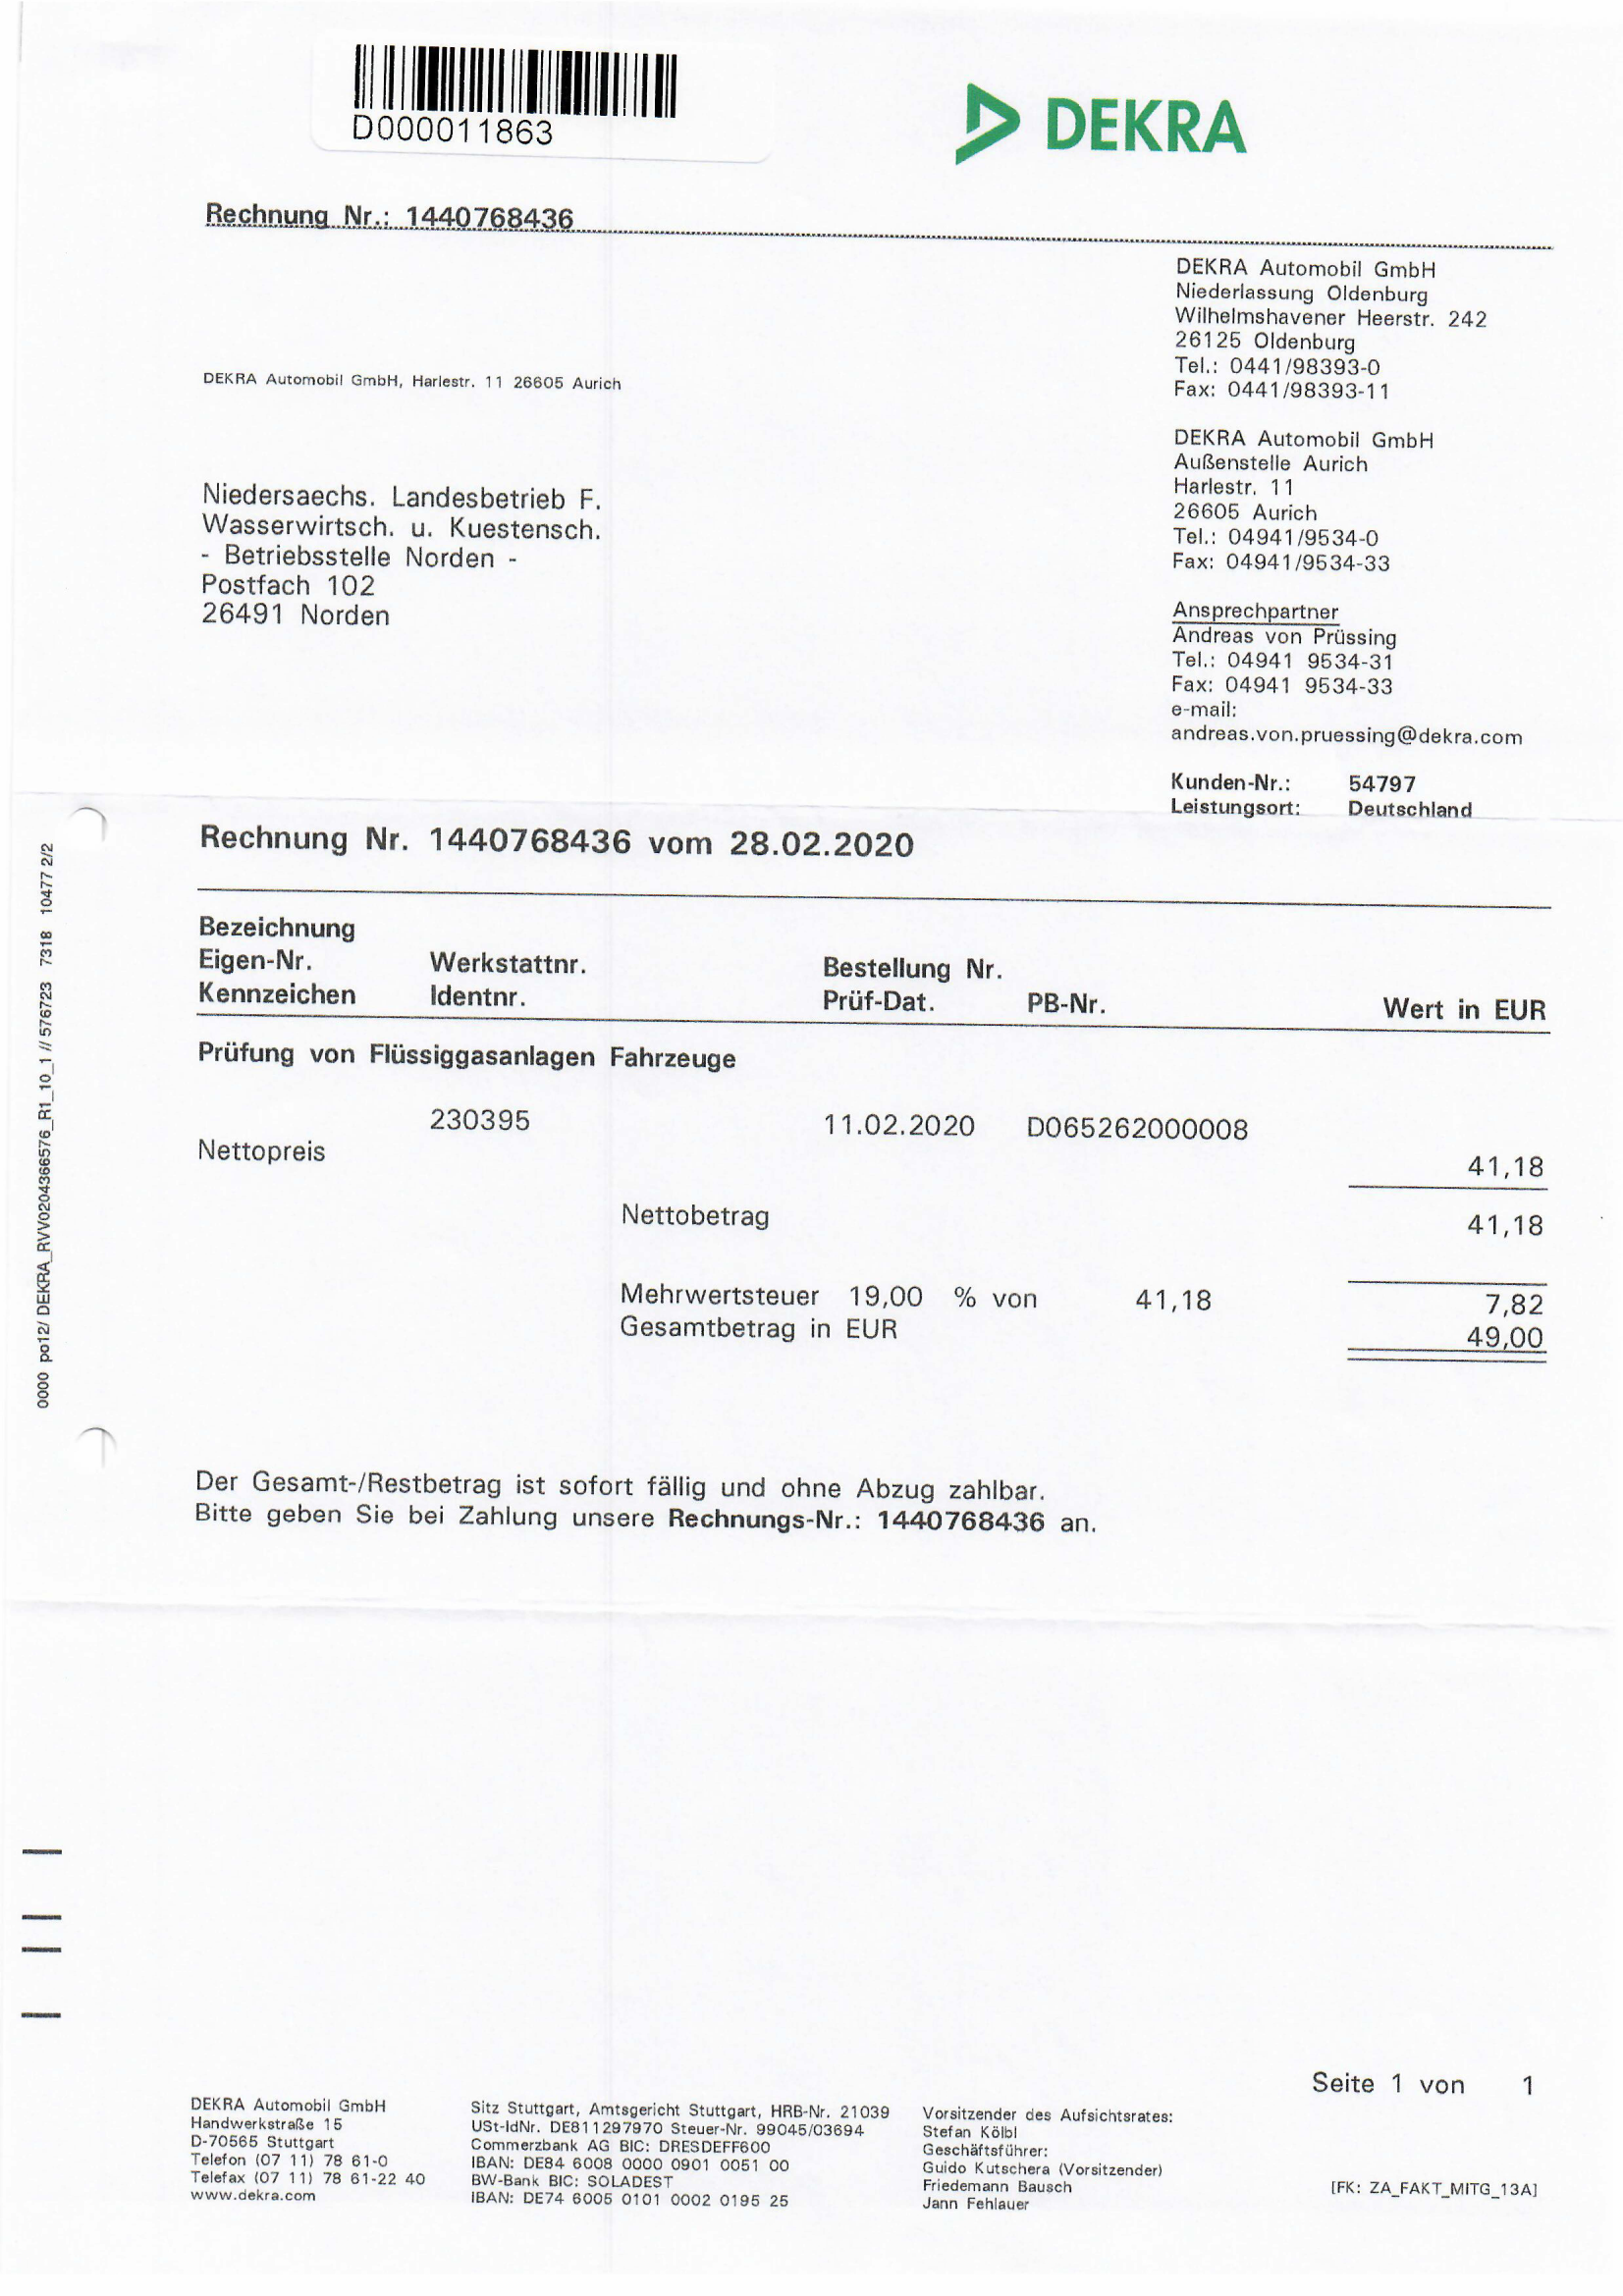 D000011863
DEKRA
Rechnung Nr.: 1440768436
DEKRA Automobil GmbH
Niederlassung Oldenburg
Wilhelmshavener Heerstr. 242
26125 Oldenburg
Tel.: 0441/98393-0
Fax: 0441/98393-11
DEKRA Automobil GmbH, Harlestr. 11 26605 Aurich
DEKRA Automobil GmbH
Außenstelle Aurich
Harlestr. 11
26605 Aurich
Tel.: 04941/9534-0
Fax: 04941/9534-33
Niedersaechs. Landesbetrieb F.
Wasserwirtsch. u. Kuestensch.
- Betriebsstelle Norden -
Postfach 102
26491 Norden
Ansprechpartner
Andreas von Prüssing
Tel.: 04941 9534-31
Fax: 04941 9534-33
e-mail:
andreas.von.pruessing@dekra.com
Kunden-Nr.: 54797
Leistungsort: Deutschland
Rechnung Nr. 1440768436 vom 28.02.2020
Bezeichnung
Eigen-Nr. Werkstattnr. Bestellung Nr.
Kennzeichen Identnr. Prüf-Dat. PB-Nr. Wert in EUR
Prüfung von Flüssiggasanlagen Fahrzeuge
230395 11.02.2020 D065262000008
Nettopreis 41,18
Nettobetrag 41,18
Mehrwertsteuer 19,00 % von 41,18 7,82
Gesamtbetrag in EUR 49,00
Der Gesamt-/Restbetrag ist sofort fällig und ohne Abzug zahlbar.
Bitte geben Sie bei Zahlung unsere Rechnungs-Nr.: 1440768436 an.
0000 po12/ DEKRA_RVV0204366576_R1_10_1 // 576723 7318 10477 2/2
Seite 1 von 1
DEKRA Automobil GmbH
Handwerkstraße 15
D-70565 Stuttgart
Telefon (07 11) 78 61-0
Telefax (07 11) 78 61-22 40
www.dekra.com
Sitz Stuttgart, Amtsgericht Stuttgart, HRB-Nr. 21039
USt-IdNr. DE811297970 Steuer-Nr. 99045/03694
Commerzbank AG BIC: DRESDEFF600
IBAN: DE84 6008 0000 0901 0051 00
BW-Bank BIC: SOLADEST
IBAN: DE74 6005 0101 0002 0195 25
Vorsitzender des Aufsichtsrates:
Stefan Kölbl
Geschäftsführer:
Guido Kutschera (Vorsitzender)
Friedemann Bausch
Jann Fehlauer
[FK: ZA_FAKT_MITG_13A]